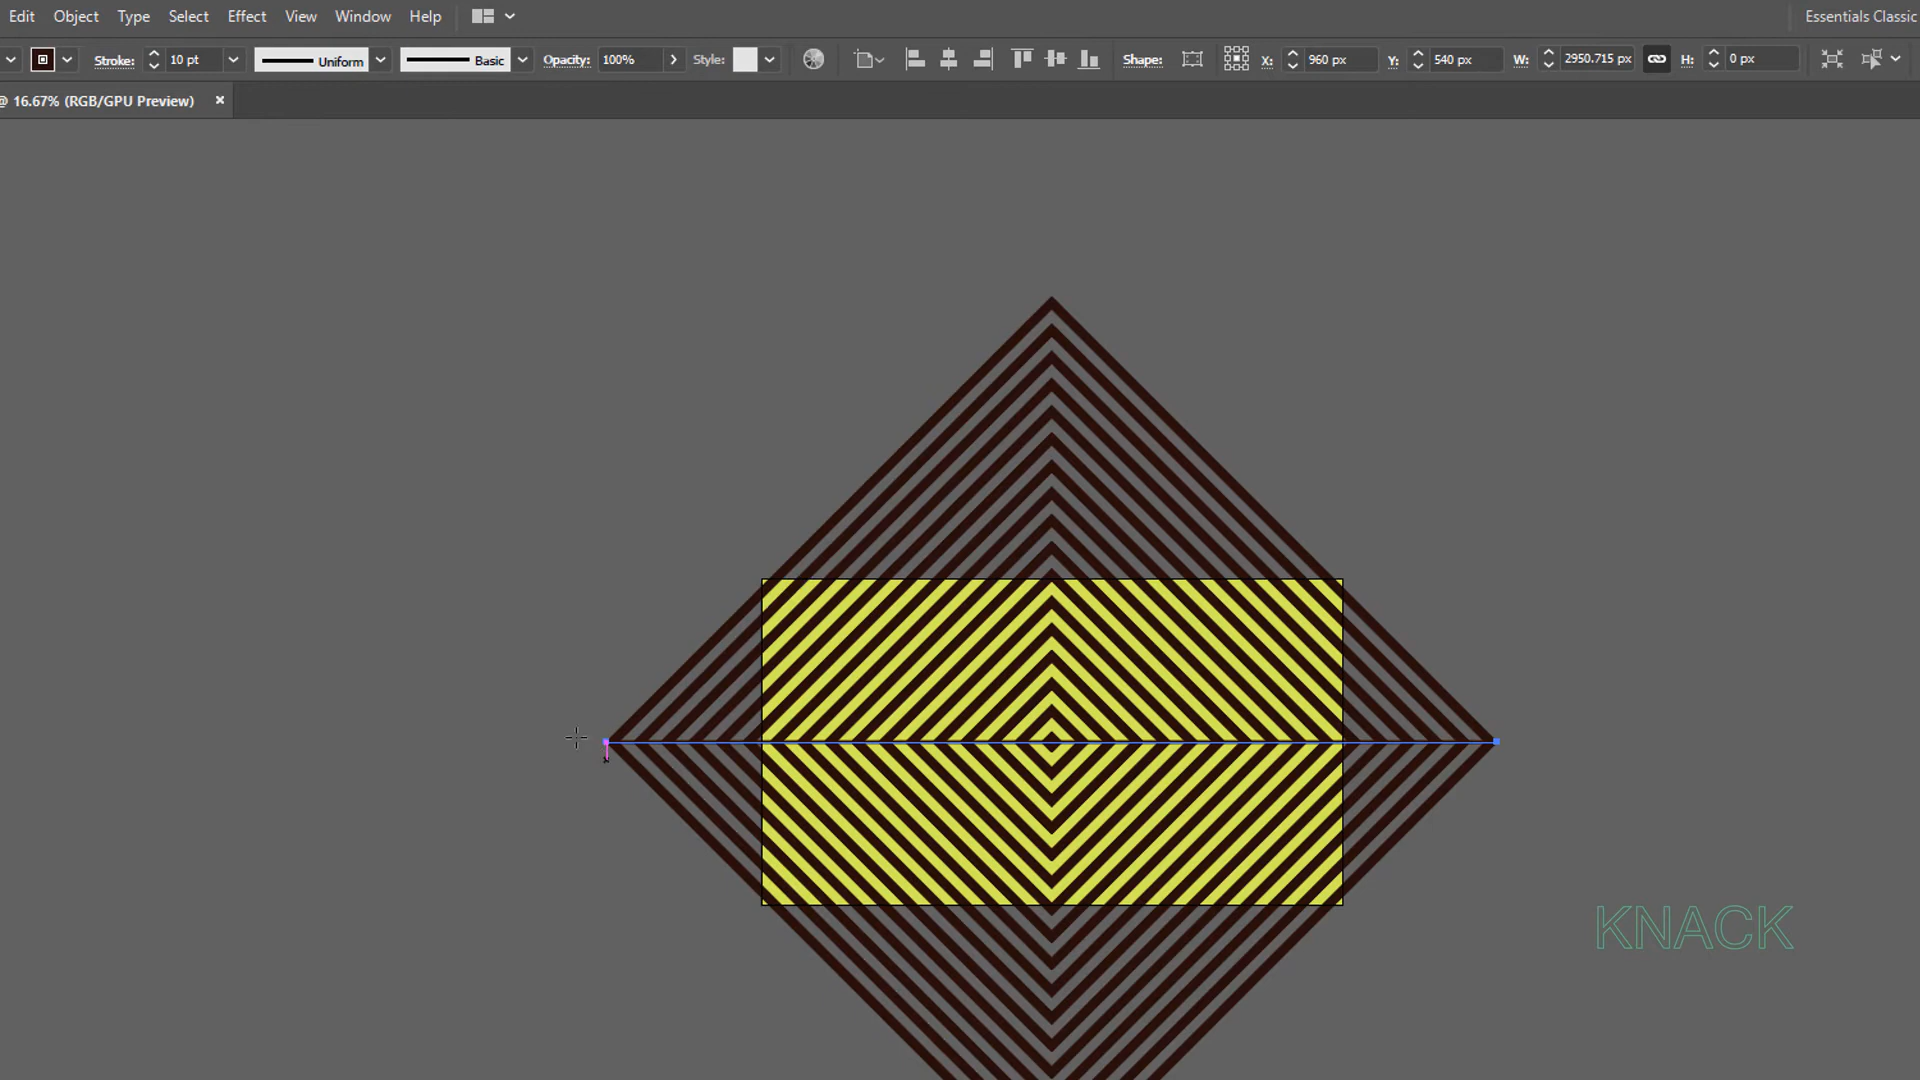 Edit Object Type Select Effect View Window Help Essentials Classic
Stroke: 10 pt Uniform Basic Opacity: 100% Style: Shape: X: 960 px Y: 540 px W: 2950.715 px H: 0 px
@ 16.67% (RGB/GPU Preview) ×
KNACK